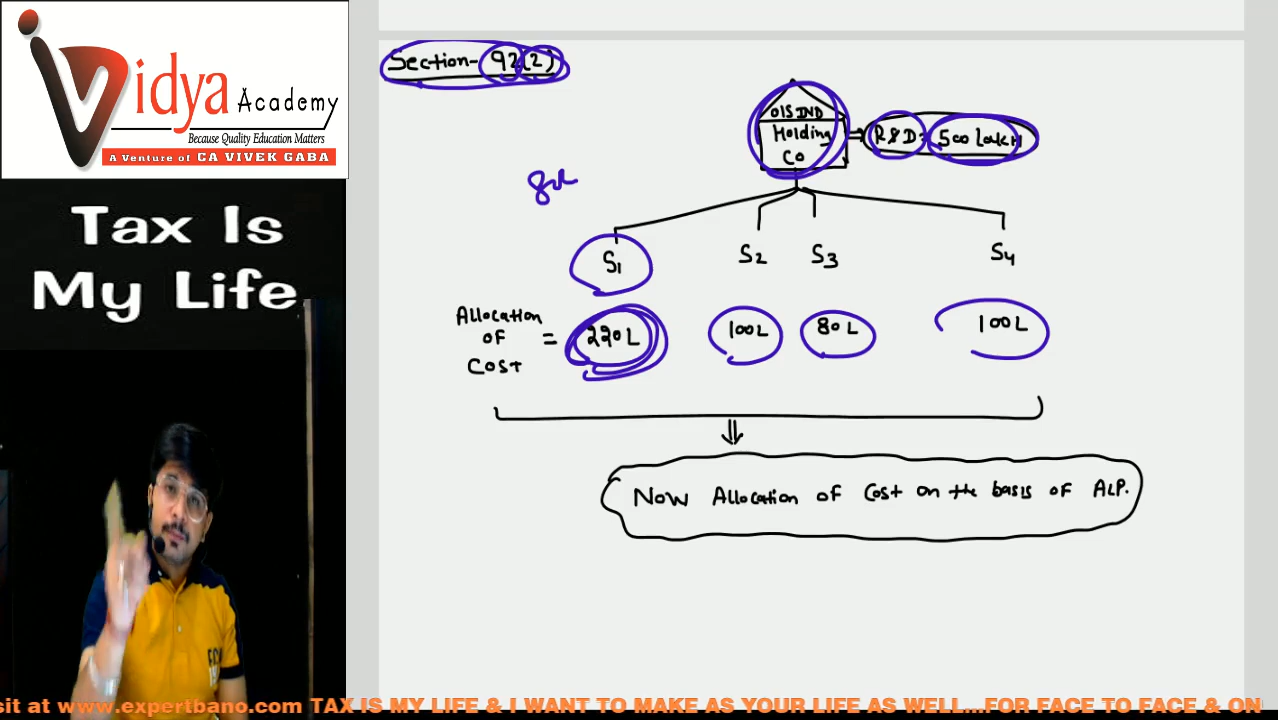 Vidya
Academy
Because Quality Education Matters
A Venture of CA VIVEK GABA
Tax Is
My Life
Section- 92(2)
O/S IND
Holding
CO
⇒ R&D: 500 lakh
S1 S2 S3 S4
Allocation
OF
Cost
= 220L 100L 80L 100L
Now Allocation of Cost on the basis of ALP.
sit at www.expertbano.com TAX IS MY LIFE & I WANT TO MAKE AS YOUR LIFE AS WELL....FOR FACE TO FACE & ON